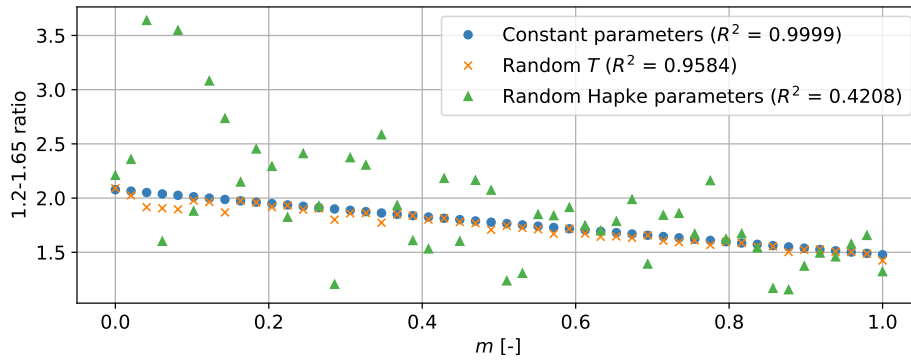 3.5
3.0
2.5
2.0
1.5
1.2-1.65 ratio
Constant parameters (R² = 0.9999)
Random T (R² = 0.9584)
Random Hapke parameters (R² = 0.4208)
0.0 0.2 0.4 0.6 0.8 1.0
m [-]